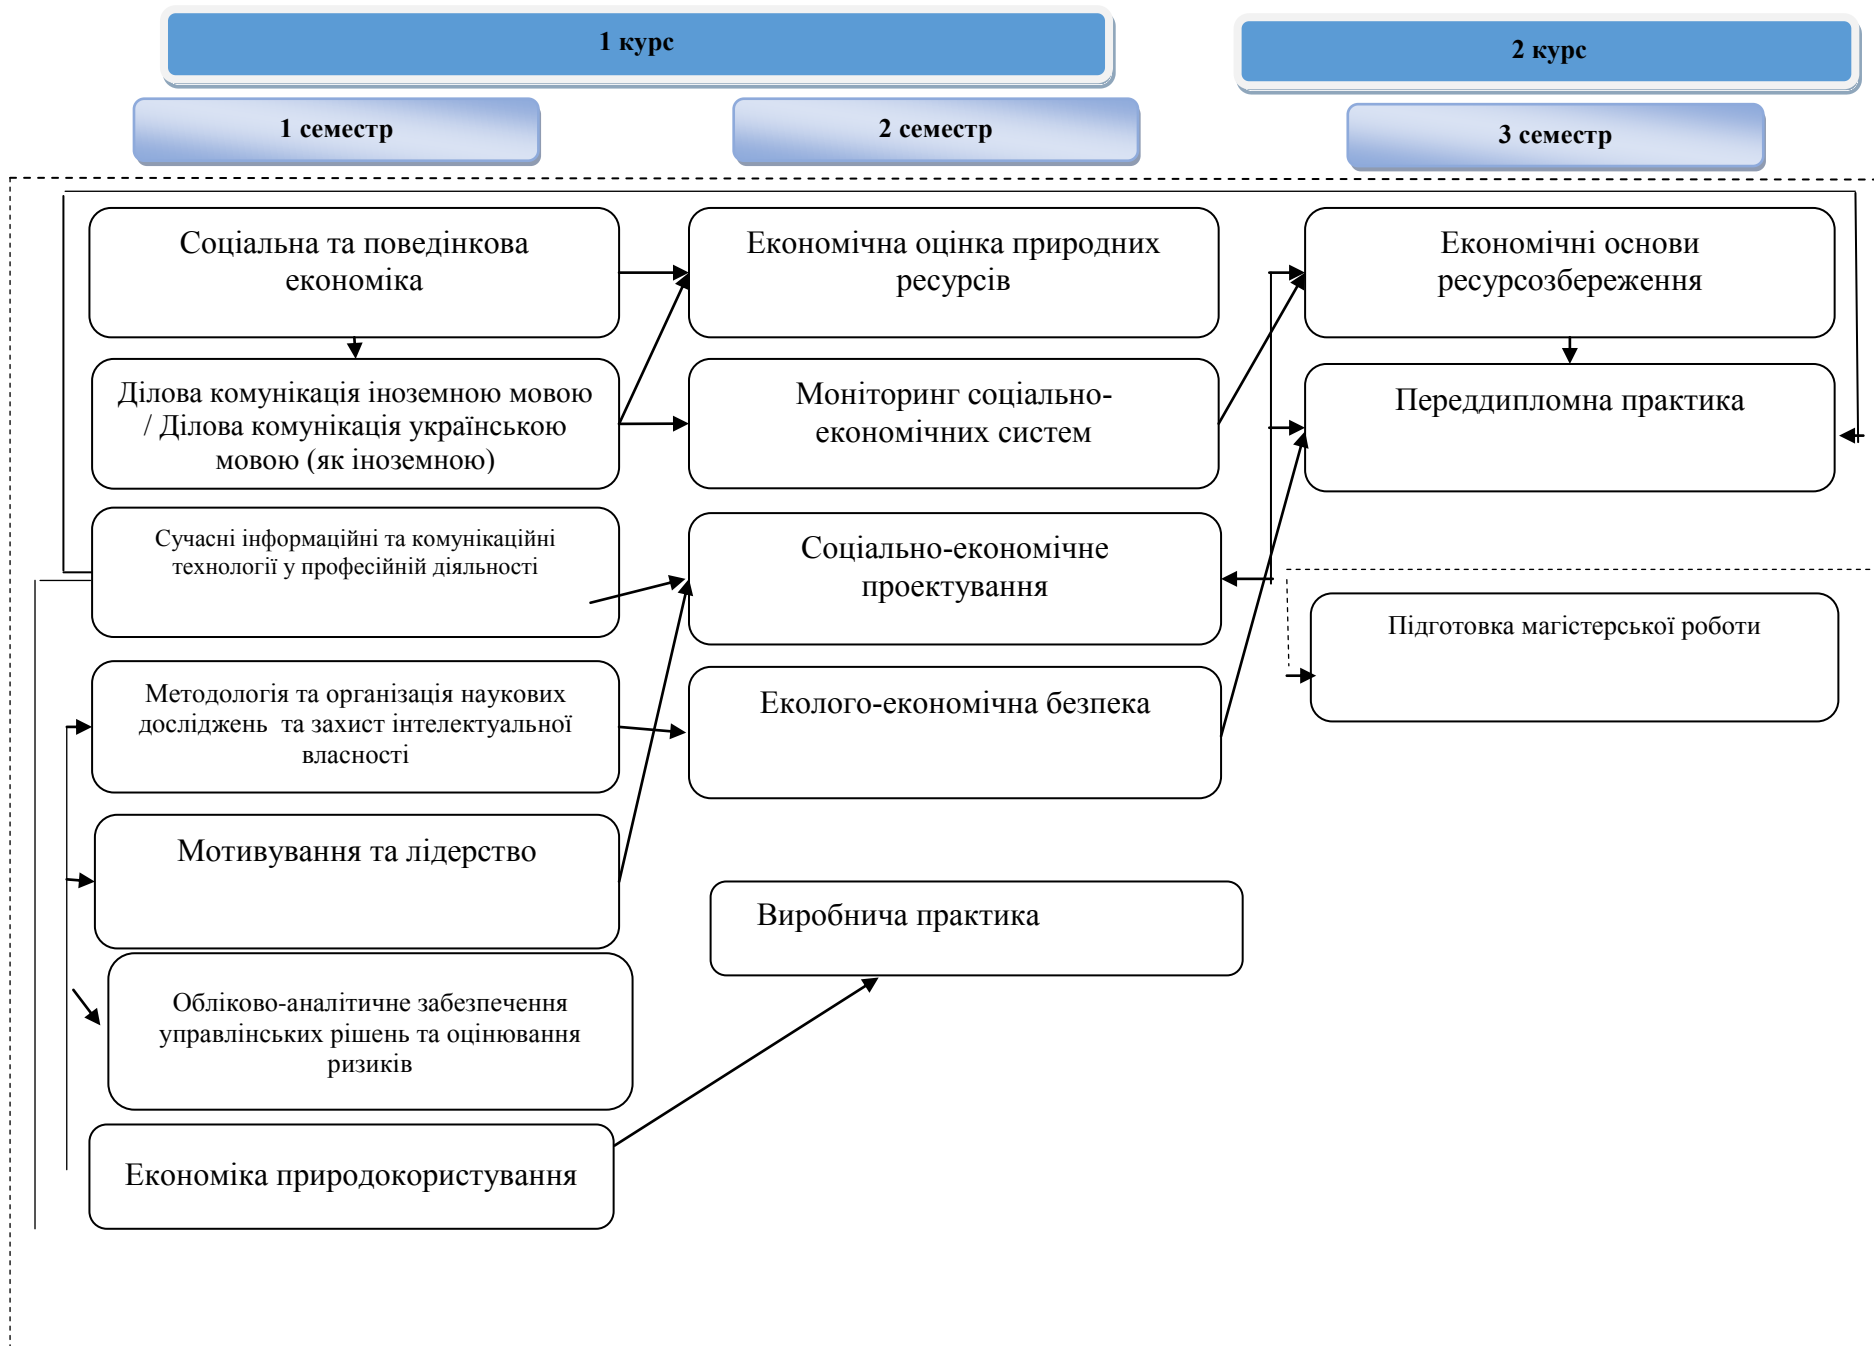 1 курс
2 курс
1 семестр
2 семестр
3 семестр
Соціальна та поведінкова
економіка
Економічна оцінка природних
ресурсів
Економічні основи
ресурсозбереження
Ділова комунікація іноземною мовою
/ Ділова комунікація українською
мовою (як іноземною)
Моніторинг соціально-
економічних систем
Переддипломна практика
Сучасні інформаційні та комунікаційні
технології у професійній діяльності
Соціально-економічне
проектування
Підготовка магістерської роботи
Методологія та організація наукових
досліджень та захист інтелектуальної
власності
Еколого-економічна безпека
Мотивування та лідерство
Виробнича практика
Обліково-аналітичне забезпечення
управлінських рішень та оцінювання
ризиків
Економіка природокористування